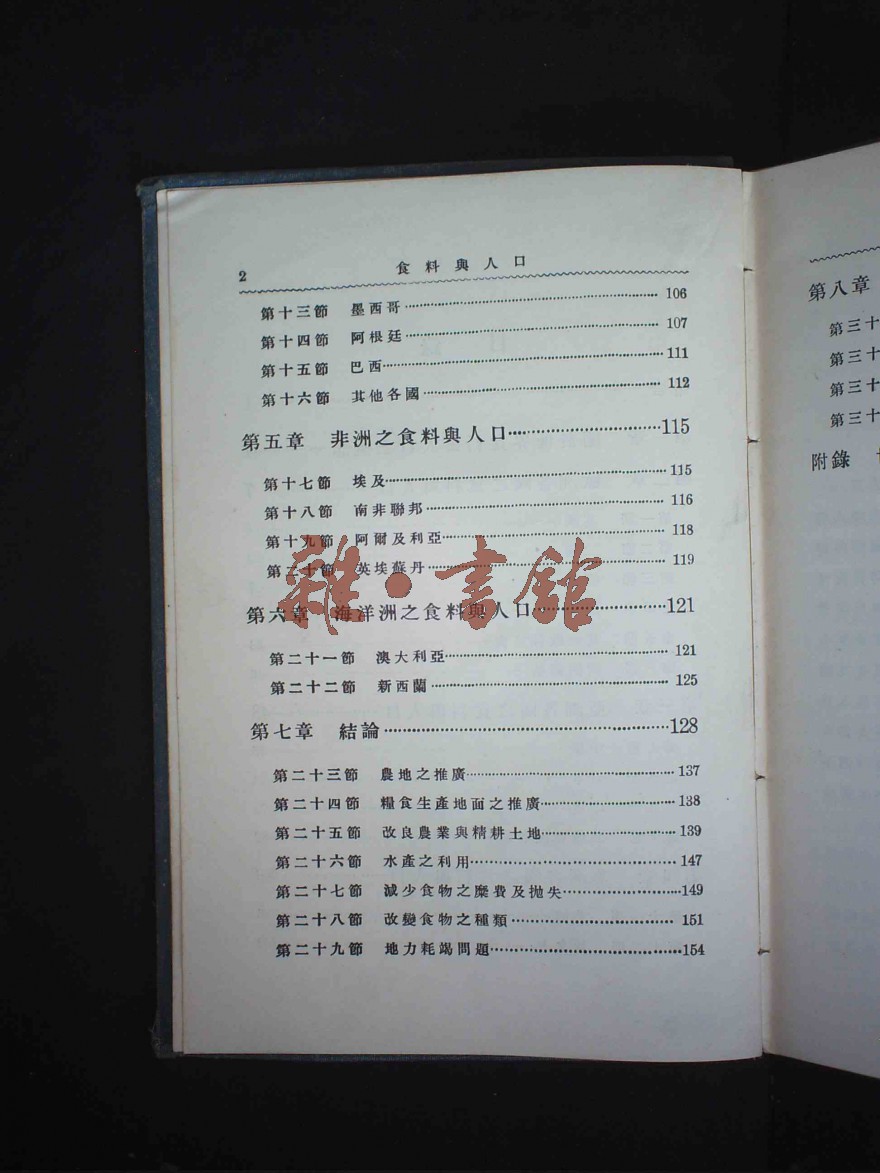 2
食料與人口
第十三節 墨西哥 106
第十四節 阿根廷 107
第十五節 巴西 111
第十六節 其他各國 112
第五章 非洲之食料與人口 115
第十七節 埃及 115
第十八節 南非聯邦 116
第十九節 阿爾及利亞 118
第二十節 英埃蘇丹 119
第六章 海洋洲之食料與人口 121
第二十一節 澳大利亞 121
第二十二節 新西蘭 125
第七章 結論 128
第二十三節 農地之推廣 137
第二十四節 糧食生產地面之推廣 138
第二十五節 改良農業與精耕土地 139
第二十六節 水產之利用 147
第二十七節 減少食物之糜費及拋失 149
第二十八節 改變食物之種類 151
第二十九節 地力耗竭問題 154
雜·書館
第八章
第三十
第三十
第三十
第三十
附錄